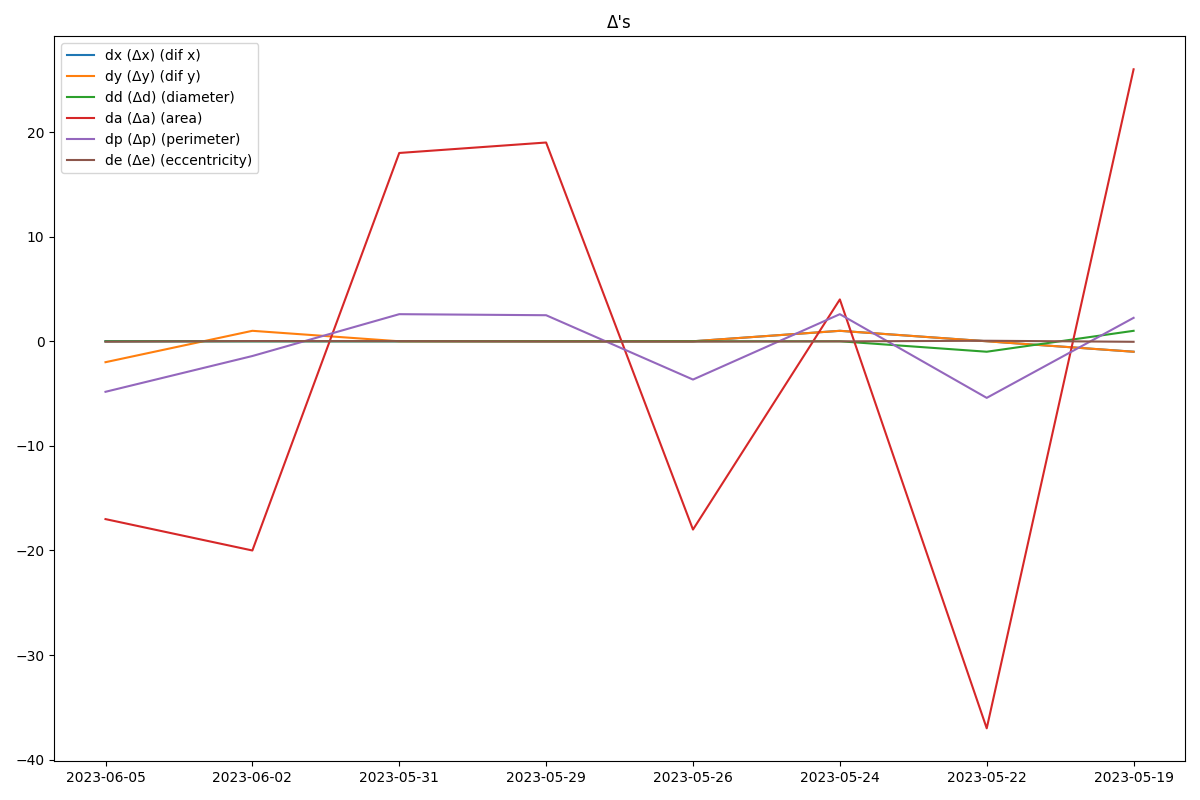 Δ's
dx (Δx) (dif x)
dy (Δy) (dif y)
dd (Δd) (diameter)
da (Δa) (area)
dp (Δp) (perimeter)
de (Δe) (eccentricity)
20
10
0
−10
−20
−30
−40
2023-06-05 2023-06-02 2023-05-31 2023-05-29 2023-05-26 2023-05-24 2023-05-22 2023-05-19